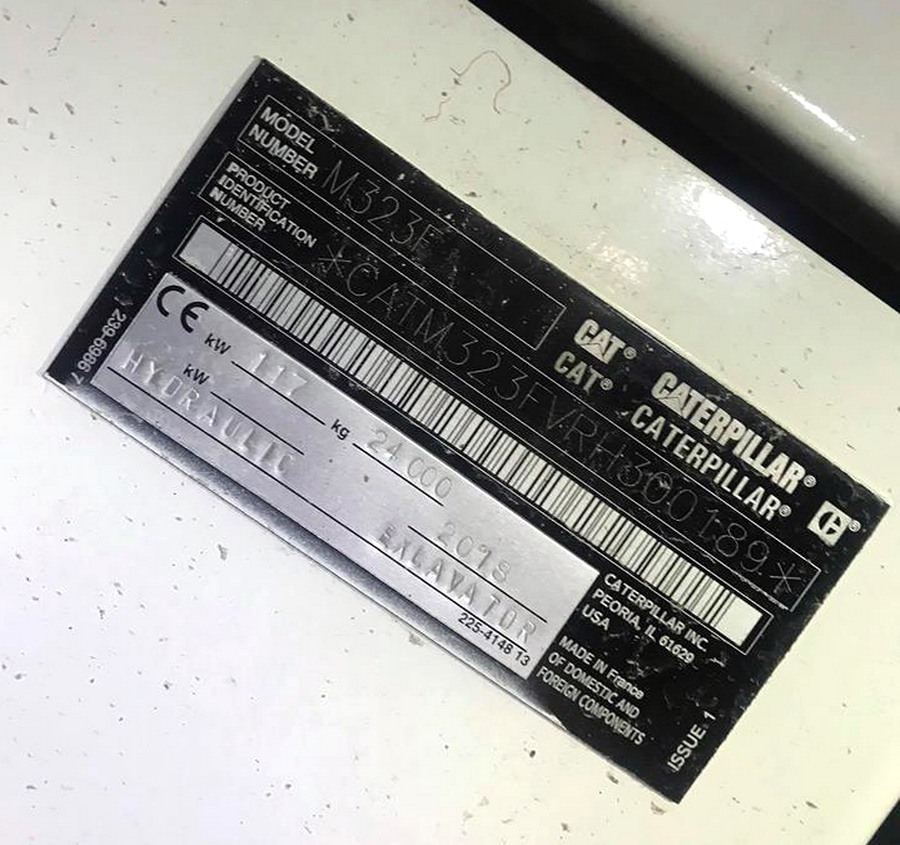 MODEL
NUMBER
M323F
PRODUCT
IDENTIFICATION
NUMBER
*CATM323FVRH300189*
CAT® CATERPILLAR®
CAT® CATERPILLAR®
239-6986 7
CE
kW 117 kg 24 000
kW 2018
HYDRAULIC EXCAVATOR
225-4148 13
CATERPILLAR INC.
PEORIA, IL 61629
USA
MADE IN France
OF DOMESTIC AND
FOREIGN COMPONENTS
ISSUE 1